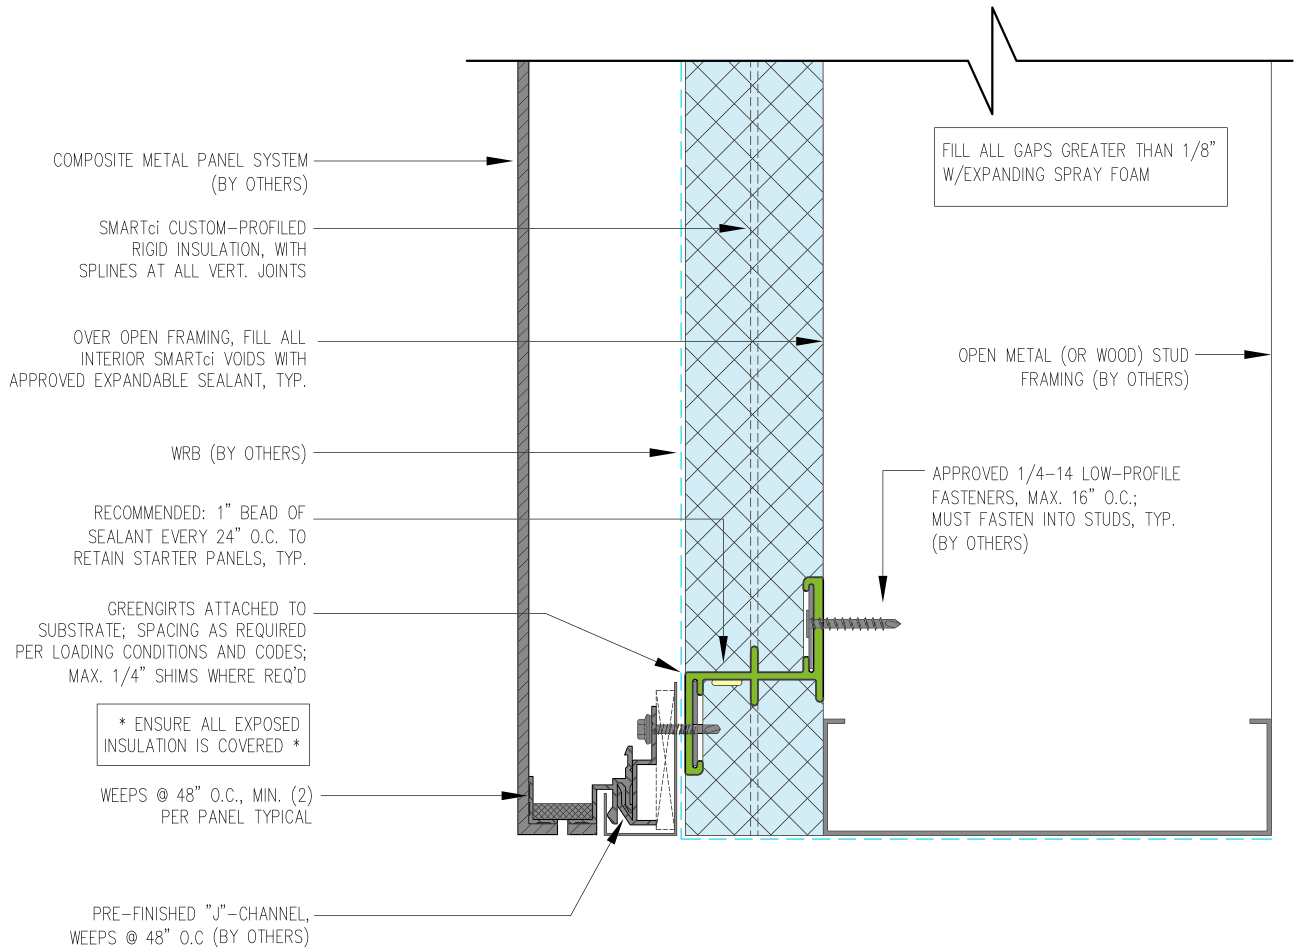 COMPOSITE METAL PANEL SYSTEM
(BY OTHERS)
SMARTci CUSTOM-PROFILED
RIGID INSULATION, WITH
SPLINES AT ALL VERT. JOINTS
OVER OPEN FRAMING, FILL ALL
INTERIOR SMARTci VOIDS WITH
APPROVED EXPANDABLE SEALANT, TYP.
WRB (BY OTHERS)
RECOMMENDED: 1" BEAD OF
SEALANT EVERY 24" O.C. TO
RETAIN STARTER PANELS, TYP.
GREENGIRTS ATTACHED TO
SUBSTRATE; SPACING AS REQUIRED
PER LOADING CONDITIONS AND CODES;
MAX. 1/4" SHIMS WHERE REQ'D
* ENSURE ALL EXPOSED
INSULATION IS COVERED *
WEEPS @ 48" O.C., MIN. (2)
PER PANEL TYPICAL
PRE-FINISHED "J"-CHANNEL,
WEEPS @ 48" O.C (BY OTHERS)
FILL ALL GAPS GREATER THAN 1/8"
W/EXPANDING SPRAY FOAM
OPEN METAL (OR WOOD) STUD
FRAMING (BY OTHERS)
APPROVED 1/4-14 LOW-PROFILE
FASTENERS, MAX. 16" O.C.;
MUST FASTEN INTO STUDS, TYP.
(BY OTHERS)